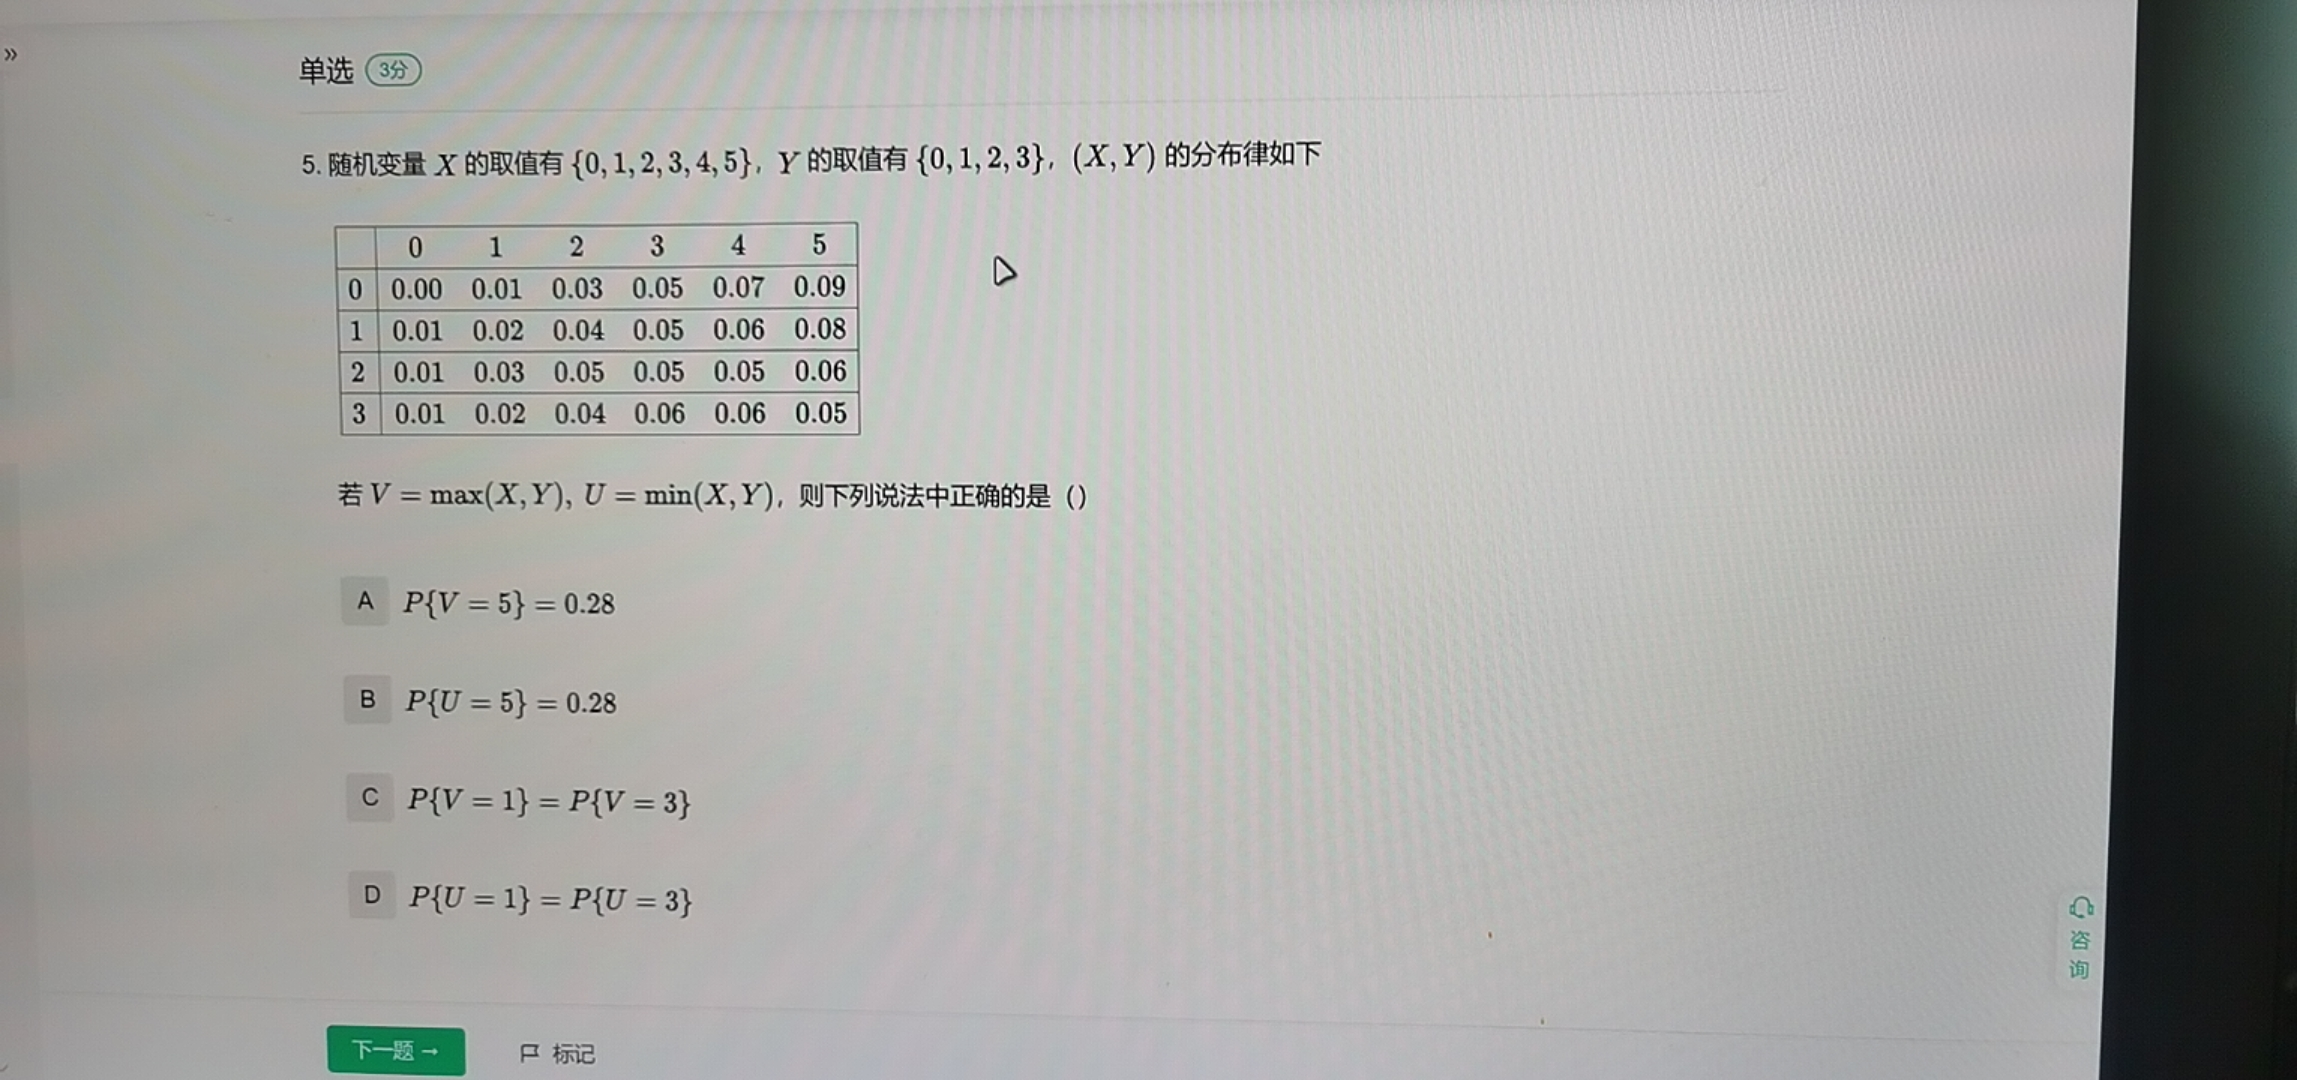 »
单选 3分
5. 随机变量 X 的取值有 {0, 1, 2, 3, 4, 5}, Y 的取值有 {0, 1, 2, 3}, (X, Y) 的分布律如下
0 1 2 3 4 5
0 0.00 0.01 0.03 0.05 0.07 0.09
1 0.01 0.02 0.04 0.05 0.06 0.08
2 0.01 0.03 0.05 0.05 0.05 0.06
3 0.01 0.02 0.04 0.06 0.06 0.05
若 V = max(X, Y), U = min(X, Y), 则下列说法中正确的是 ()
A P{V = 5} = 0.28
B P{U = 5} = 0.28
C P{V = 1} = P{V = 3}
D P{U = 1} = P{U = 3}
咨
询
下一题 → 标记